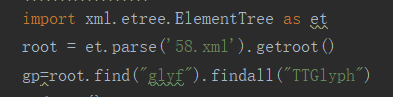 import xml.etree.ElementTree as et
root = et.parse('58.xml').getroot()
gp=root.find("glyf").findall("TTGlyph")